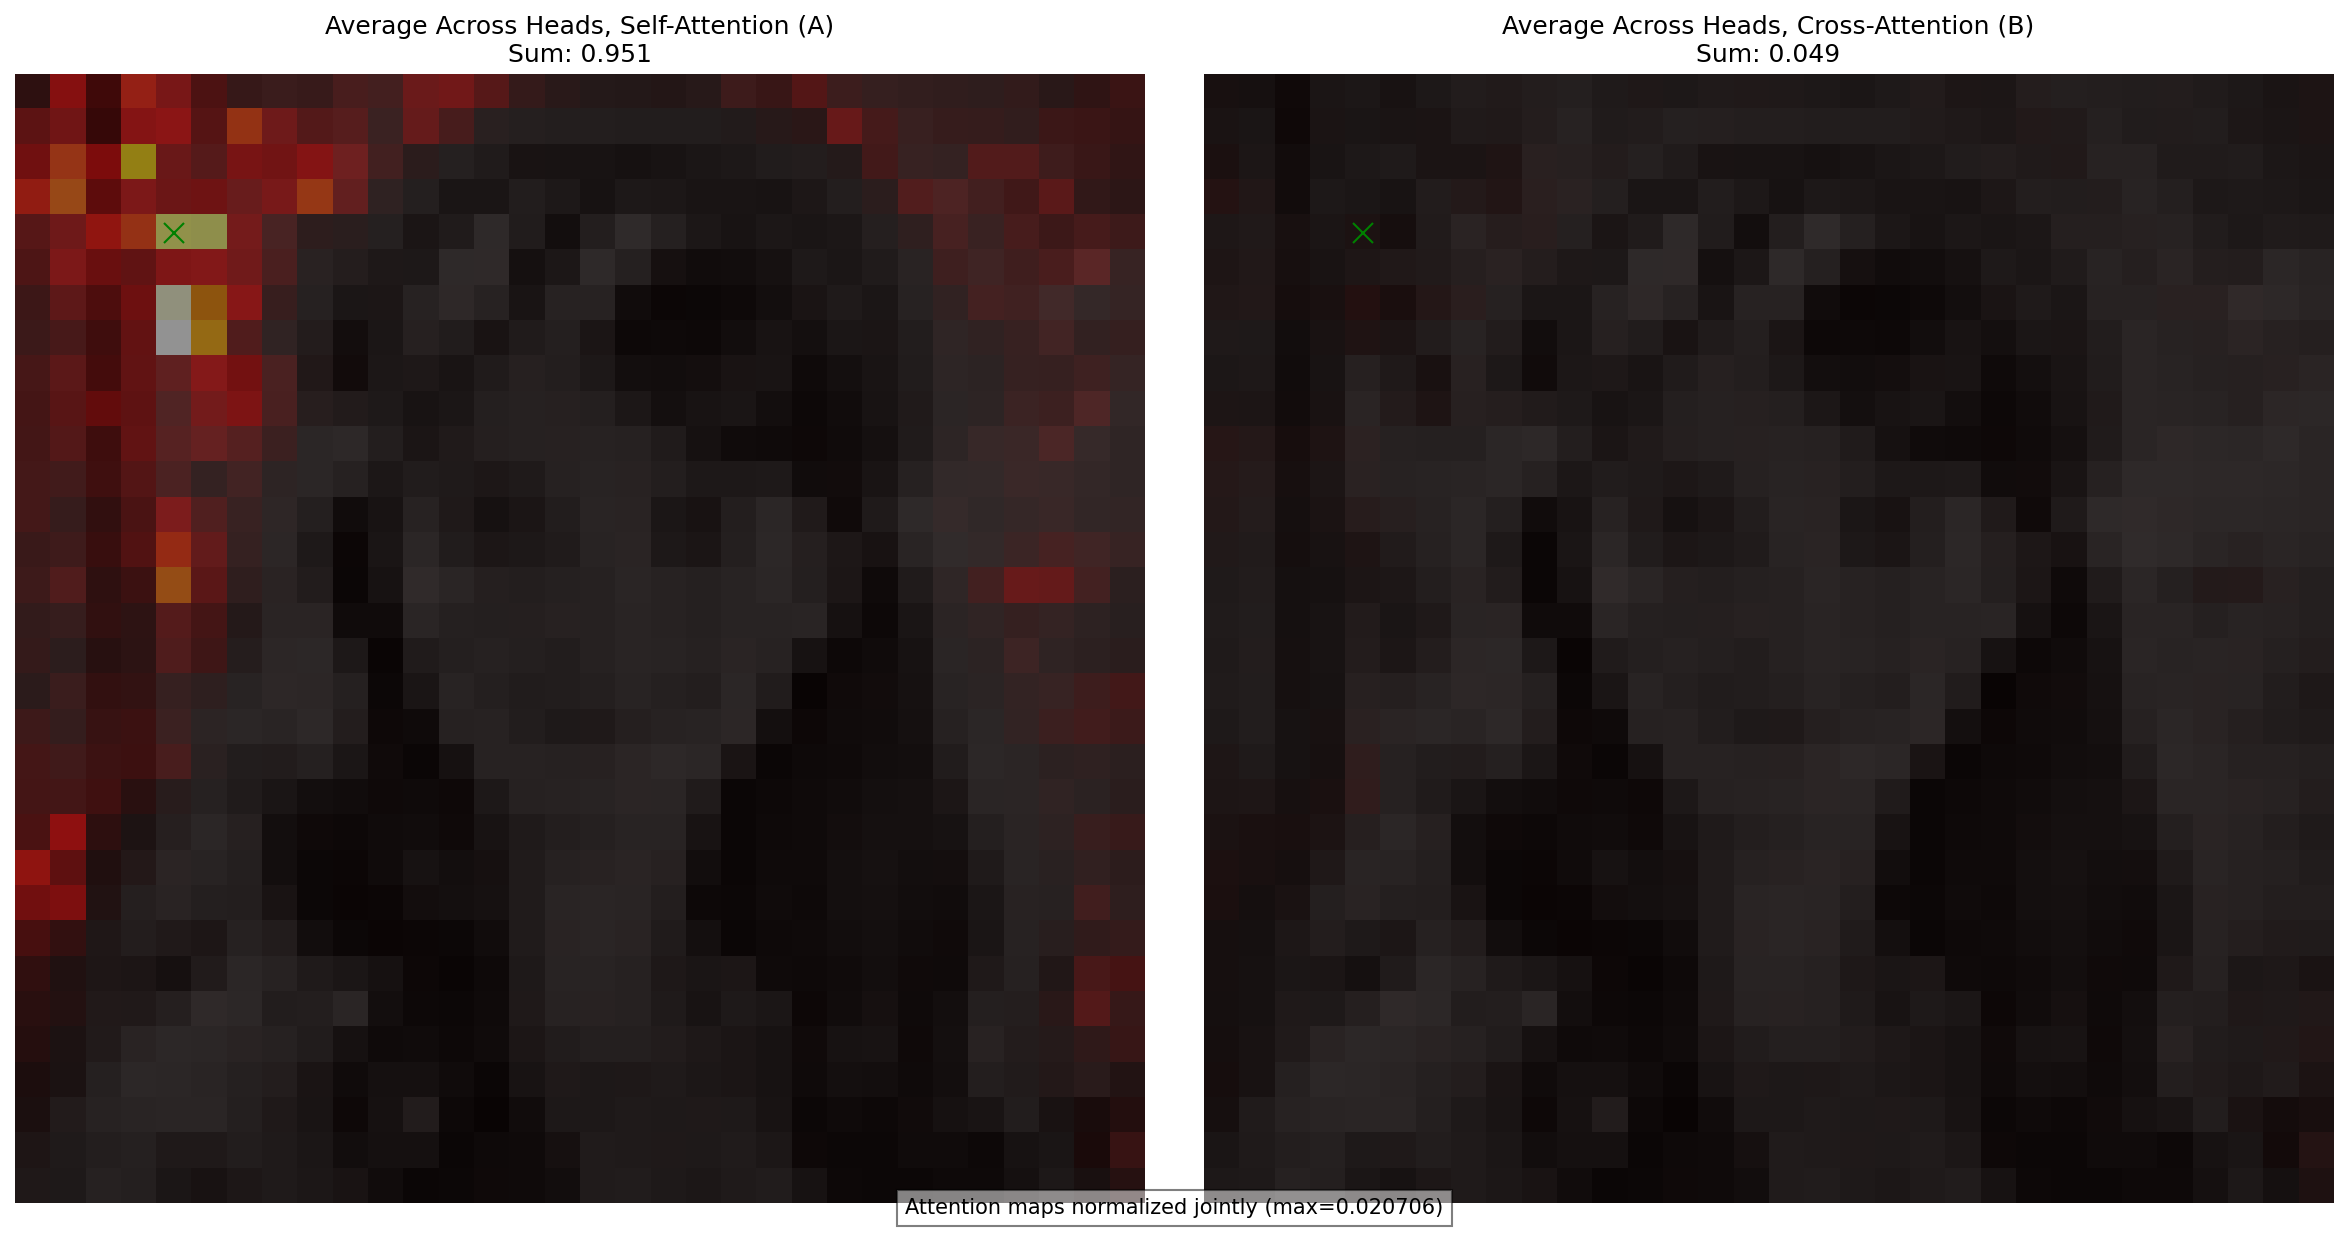 Average Across Heads, Self-Attention (A)
Sum: 0.951
Average Across Heads, Cross-Attention (B)
Sum: 0.049
Attention maps normalized jointly (max=0.020706)